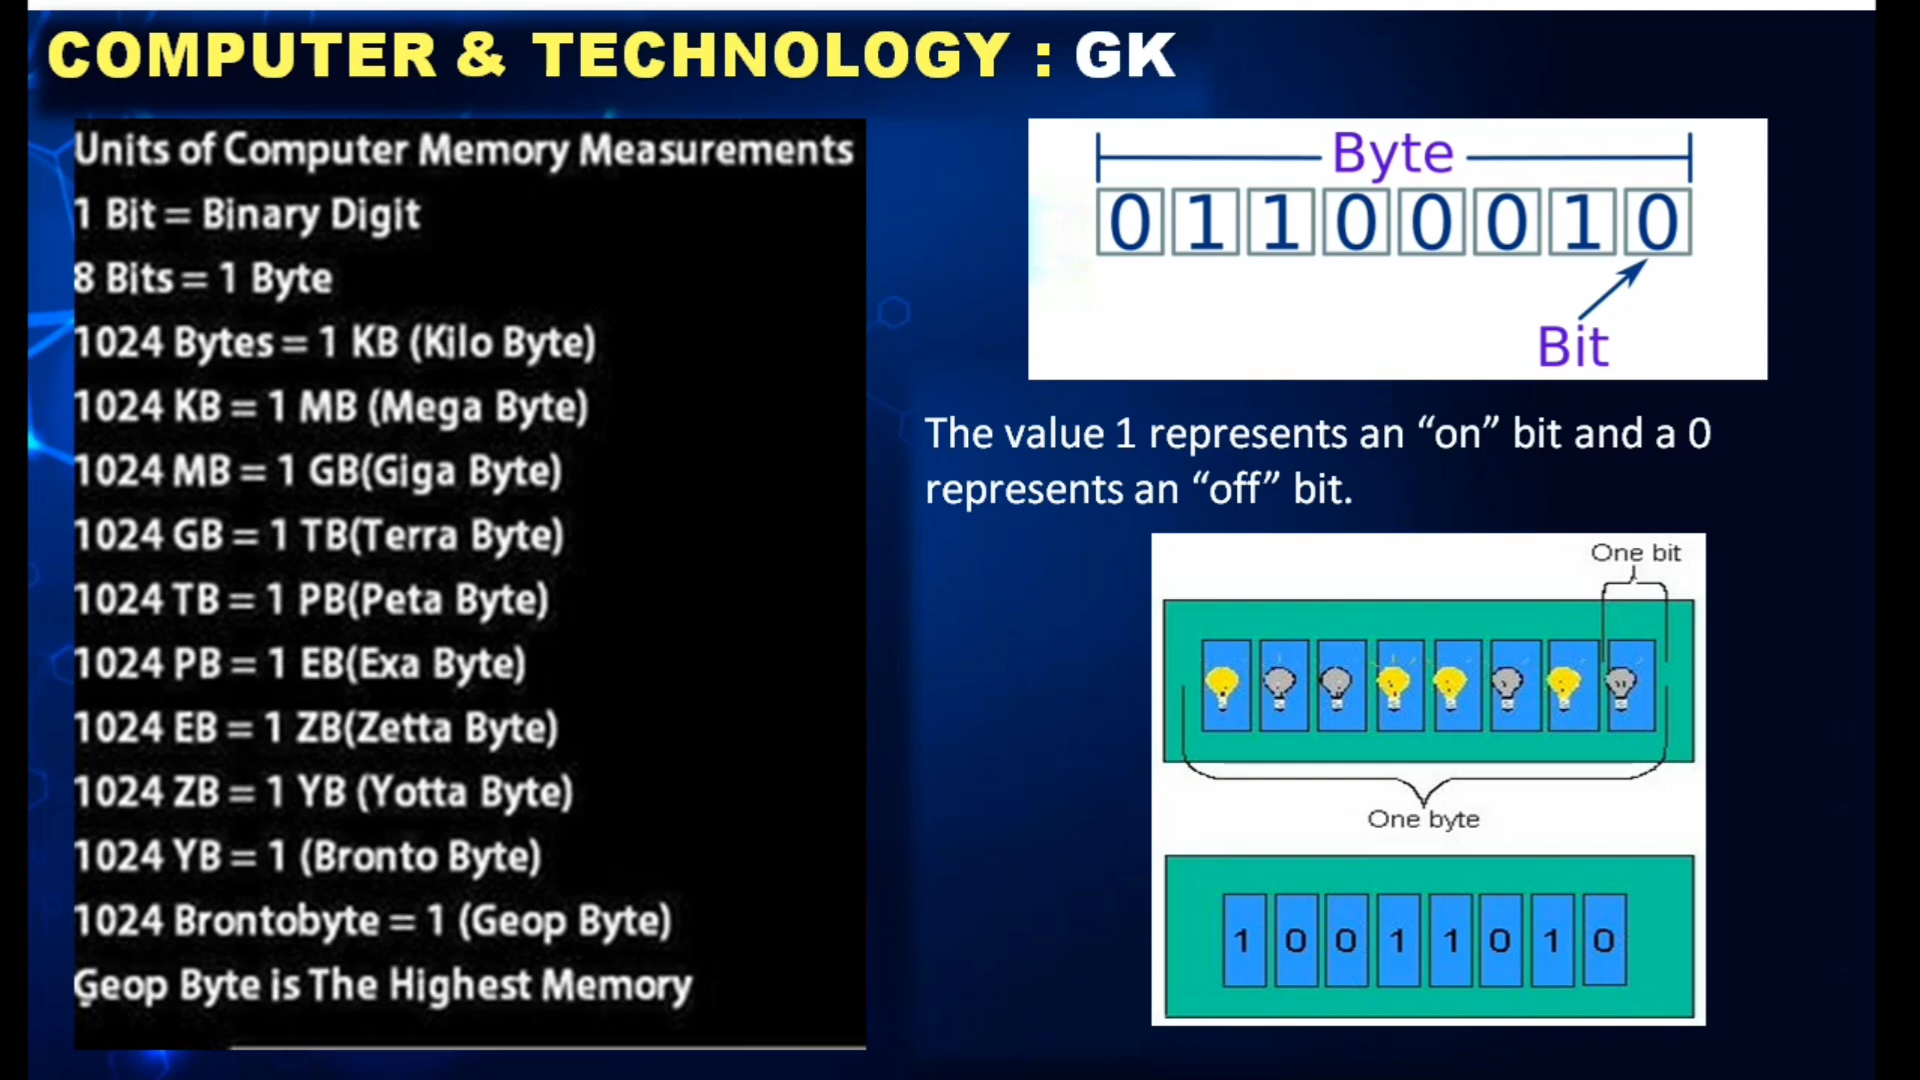 COMPUTER & TECHNOLOGY : GK
Units of Computer Memory Measurements
1 Bit = Binary Digit
8 Bits = 1 Byte
1024 Bytes = 1 KB (Kilo Byte)
1024 KB = 1 MB (Mega Byte)
1024 MB = 1 GB(Giga Byte)
1024 GB = 1 TB(Terra Byte)
1024 TB = 1 PB(Peta Byte)
1024 PB = 1 EB(Exa Byte)
1024 EB = 1 ZB(Zetta Byte)
1024 ZB = 1 YB (Yotta Byte)
1024 YB = 1 (Bronto Byte)
1024 Brontobyte = 1 (Geop Byte)
Geop Byte is The Highest Memory
Byte
0 1 1 0 0 0 1 0
Bit
The value 1 represents an “on” bit and a 0
represents an “off” bit.
One bit
One byte
1 0 0 1 1 0 1 0